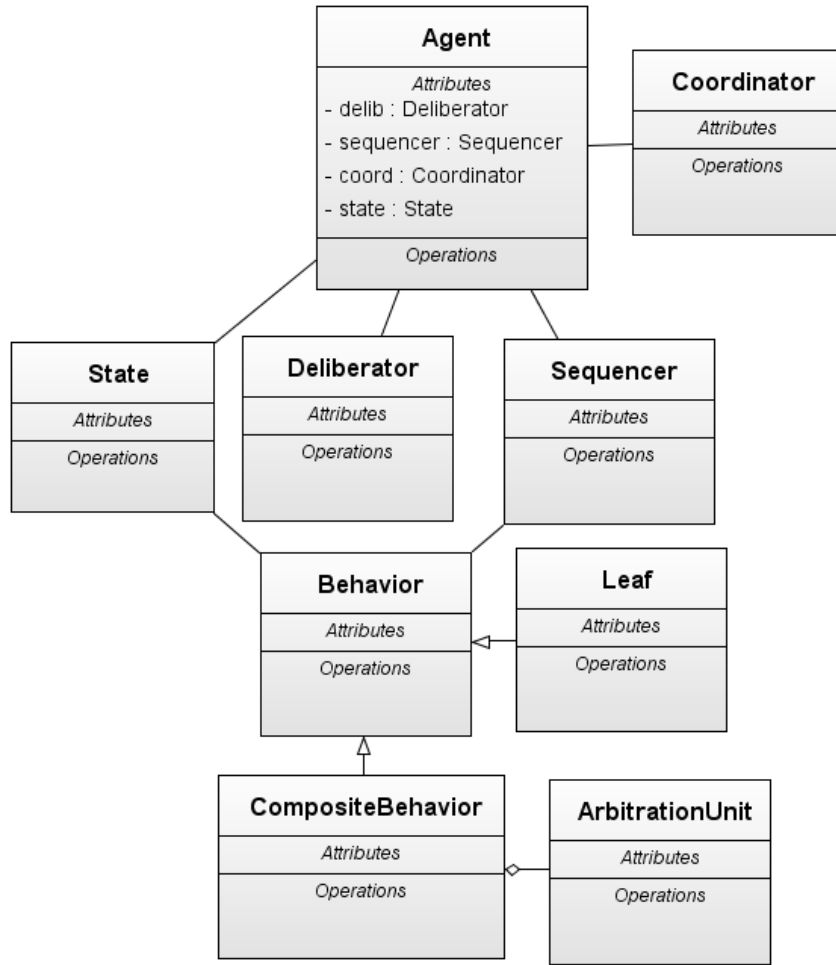 Agent
Attributes
- delib : Deliberator
- sequencer : Sequencer
- coord : Coordinator
- state : State
Operations
Coordinator
Attributes
Operations
State
Attributes
Operations
Deliberator
Attributes
Operations
Sequencer
Attributes
Operations
Behavior
Attributes
Operations
Leaf
Attributes
Operations
CompositeBehavior
Attributes
Operations
ArbitrationUnit
Attributes
Operations